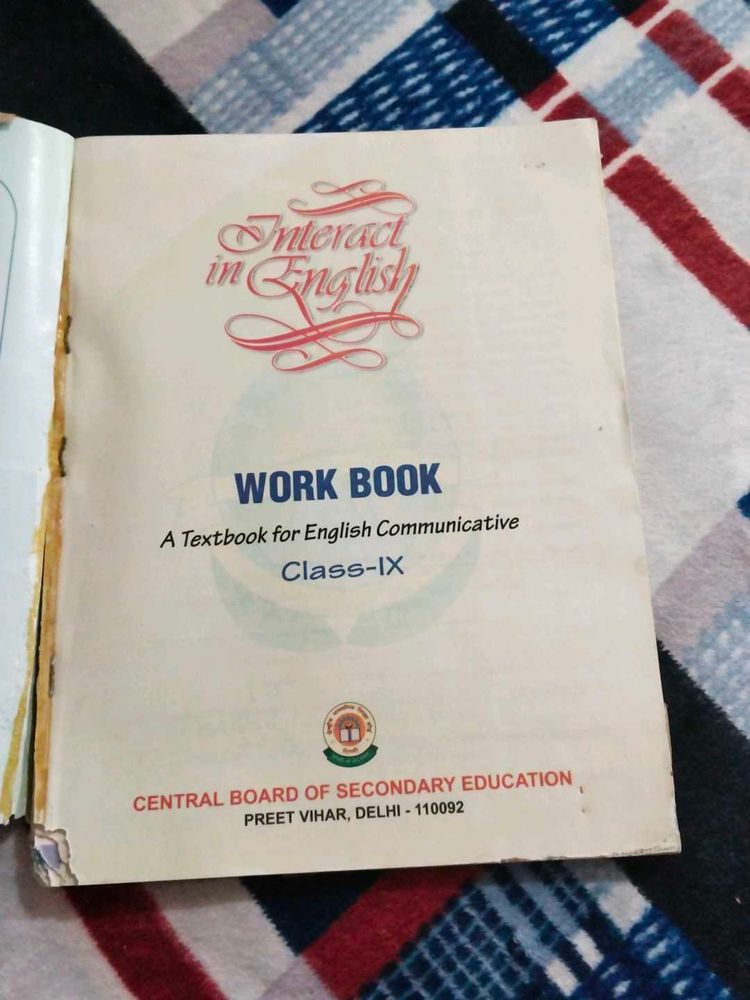 Interact
in English
WORK BOOK
A Textbook for English Communicative
Class-IX
CENTRAL BOARD OF SECONDARY EDUCATION
PREET VIHAR, DELHI - 110092